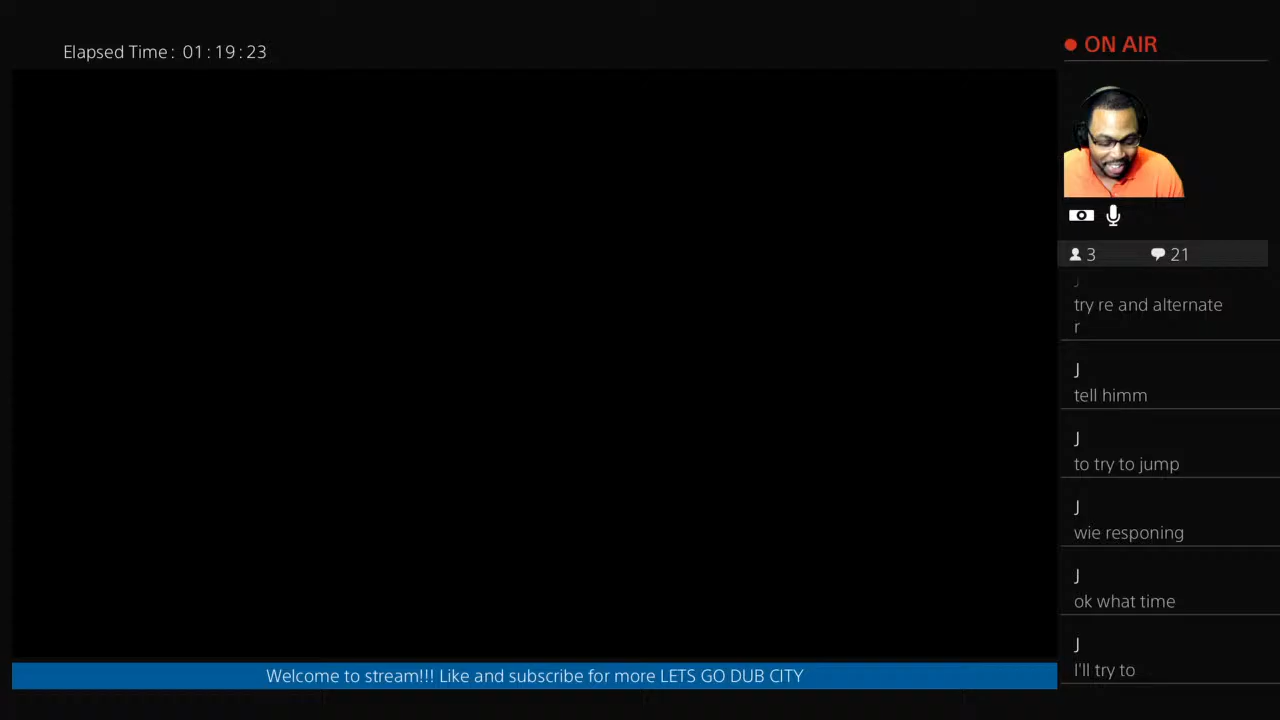 Elapsed Time: 01:19:23
ON AIR
3 21
J
try re and alternate
r
J
tell himm
J
to try to jump
J
wie responing
J
ok what time
J
I'll try to
Welcome to stream!!! Like and subscribe for more LETS GO DUB CITY